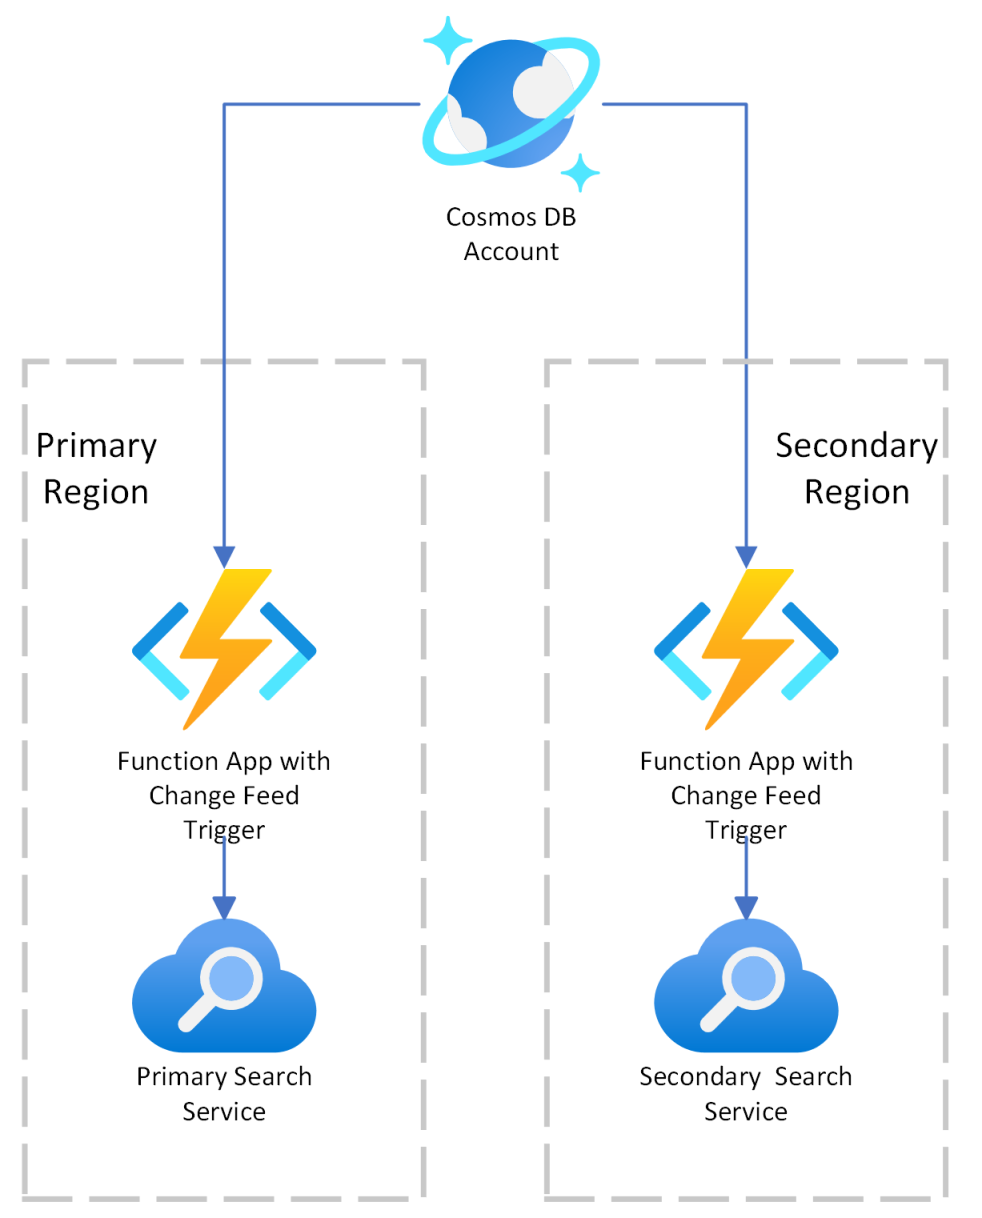 Cosmos DB
Account
Primary
Region
Secondary
Region
Function App with
Change Feed
Trigger
Function App with
Change Feed
Trigger
Primary Search
Service
Secondary  Search
Service